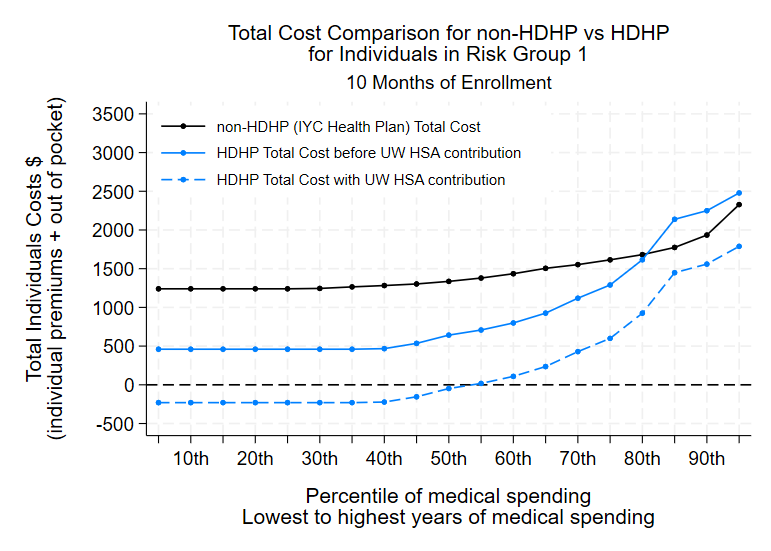 Total Cost Comparison for non-HDHP vs HDHP
for Individuals in Risk Group 1
10 Months of Enrollment
Total Individuals Costs $
(individual premiums + out of pocket)
3500
3000
2500
2000
1500
1000
500
0
-500
non-HDHP (IYC Health Plan) Total Cost
HDHP Total Cost before UW HSA contribution
HDHP Total Cost with UW HSA contribution
10th 20th 30th 40th 50th 60th 70th 80th 90th
Percentile of medical spending
Lowest to highest years of medical spending